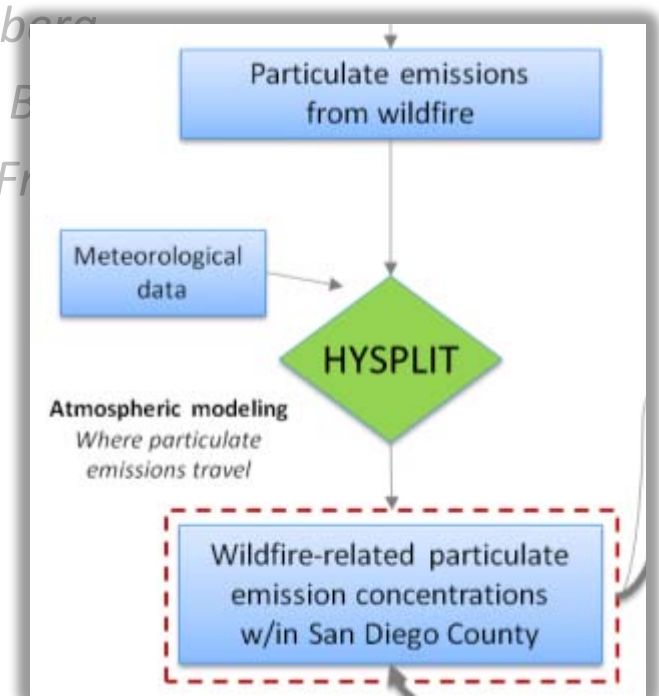 Particulate emissions
from wildfire
Meteorological
data
HYSPLIT
Atmospheric modeling
Where particulate
emissions travel
Wildfire-related particulate
emission concentrations
w/in San Diego County